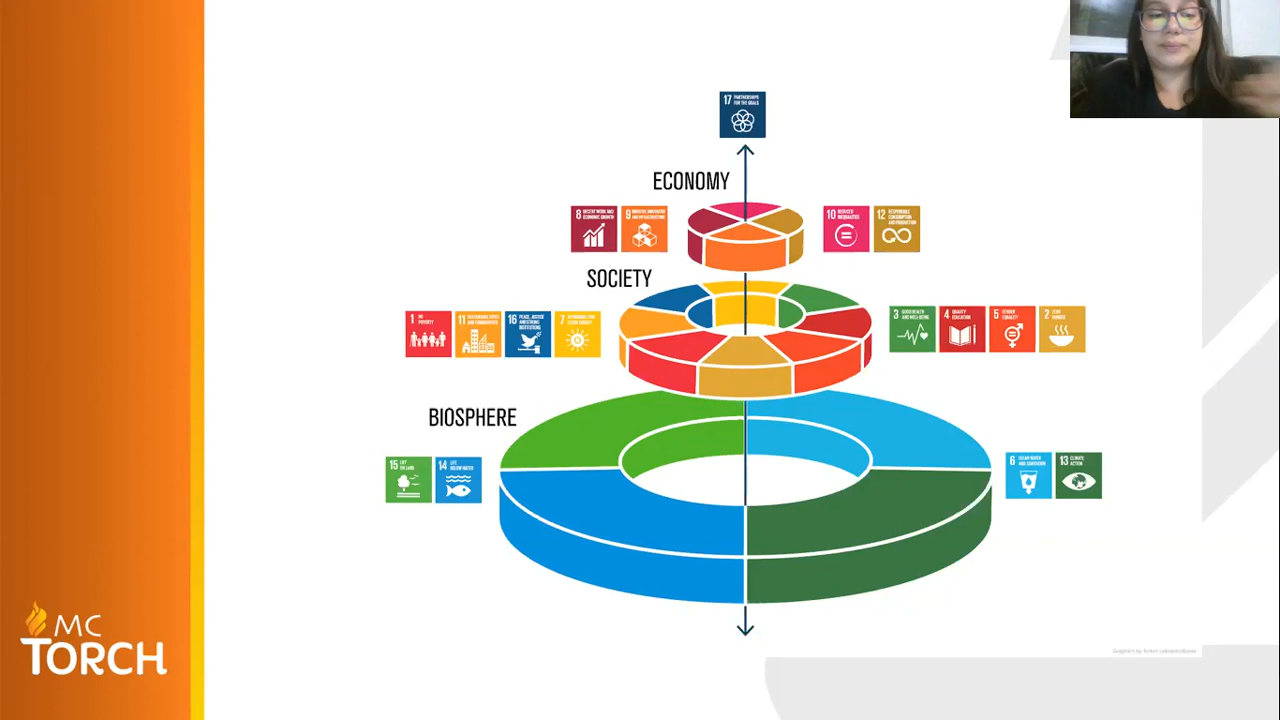 17 PARTNERSHIPS
FOR THE GOALS
ECONOMY
8 DECENT WORK AND
ECONOMIC GROWTH
9 INDUSTRY, INNOVATION
AND INFRASTRUCTURE
10 REDUCED
INEQUALITIES
12 RESPONSIBLE
CONSUMPTION
AND PRODUCTION
SOCIETY
1 NO
POVERTY
11 SUSTAINABLE CITIES
AND COMMUNITIES
16 PEACE, JUSTICE
AND STRONG
INSTITUTIONS
7 AFFORDABLE AND
CLEAN ENERGY
3 GOOD HEALTH
AND WELL-BEING
4 QUALITY
EDUCATION
5 GENDER
EQUALITY
2 ZERO
HUNGER
BIOSPHERE
15 LIFE
ON LAND
14 LIFE
BELOW WATER
6 CLEAN WATER
AND SANITATION
13 CLIMATE
ACTION
MC
TORCH
Graphics by